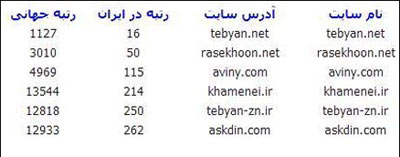 نام سایت آدرس سایت رتبه در ایران رتبه جهانی
tebyan.net tebyan.net 16 1127
rasekhoon.net rasekhoon.net 50 3010
aviny.com aviny.com 115 4969
khamenei.ir khamenei.ir 214 13544
tebyan-zn.ir tebyan-zn.ir 250 12818
askdin.com askdin.com 262 12933